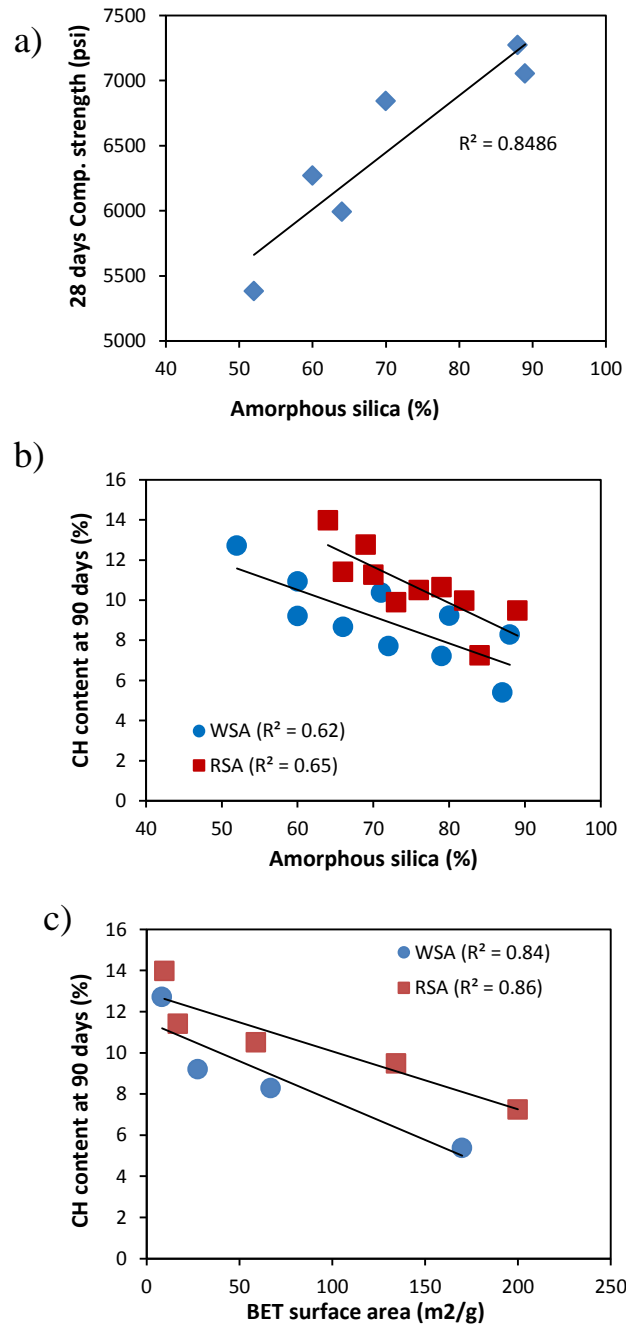 a)
28 days Comp. strength (psi)
7500
7000
6500
6000
5500
5000
R² = 0.8486
40 50 60 70 80 90 100
Amorphous silica (%)
b)
CH content at 90 days (%)
16
14
12
10
8
6
4
2
0
WSA (R² = 0.62)
RSA (R² = 0.65)
40 50 60 70 80 90 100
Amorphous silica (%)
c)
CH content at 90 days (%)
16
14
12
10
8
6
4
2
0
WSA (R² = 0.84)
RSA (R² = 0.86)
0 50 100 150 200 250
BET surface area (m2/g)